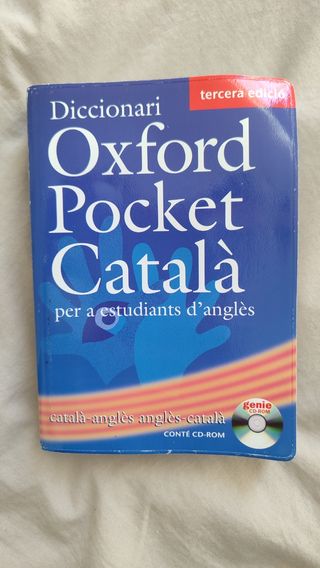 tercera edició
Diccionari
Oxford
Pocket
Català
per a estudiants d'anglès
català-anglès anglès-català
genie
CD-ROM
CONTÉ CD-ROM